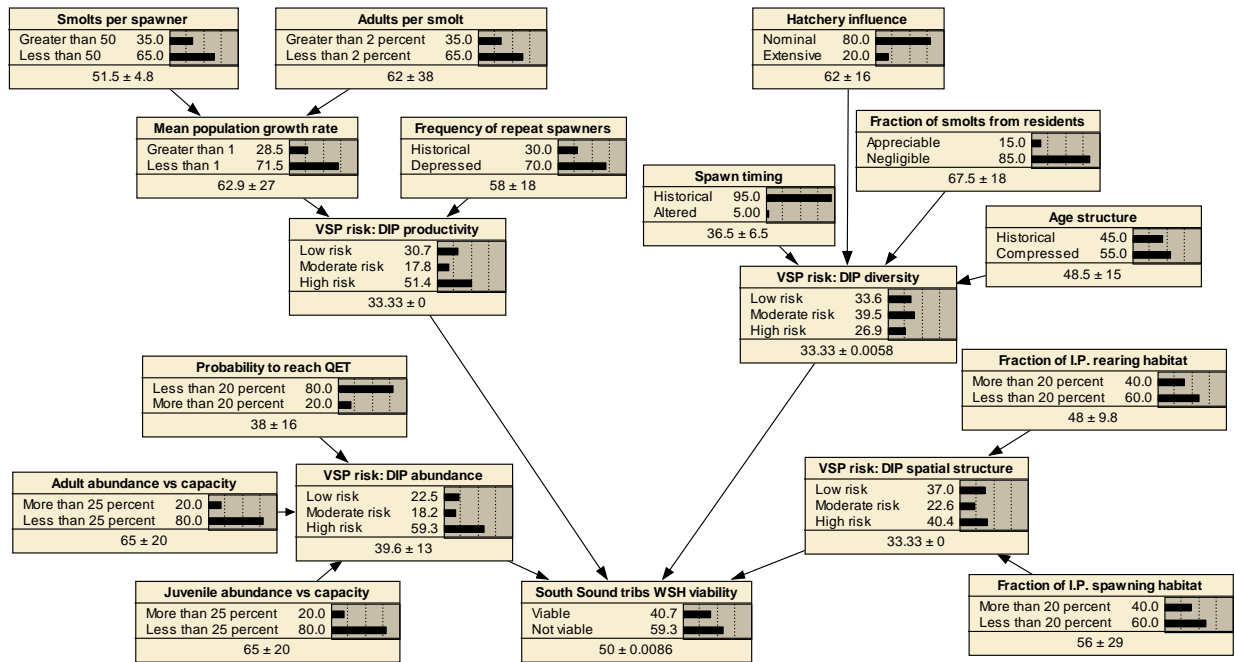 Smolts per spawner
Greater than 50 35.0
Less than 50 65.0
51.5 ± 4.8
Adults per smolt
Greater than 2 percent 35.0
Less than 2 percent 65.0
62 ± 38
Hatchery influence
Nominal 80.0
Extensive 20.0
62 ± 16
Mean population growth rate
Greater than 1 28.5
Less than 1 71.5
62.9 ± 27
Frequency of repeat spawners
Historical 30.0
Depressed 70.0
58 ± 18
Fraction of smolts from residents
Appreciable 15.0
Negligible 85.0
67.5 ± 18
Spawn timing
Historical 95.0
Altered 5.00
36.5 ± 6.5
Age structure
Historical 45.0
Compressed 55.0
48.5 ± 15
VSP risk: DIP productivity
Low risk 30.7
Moderate risk 17.8
High risk 51.4
33.33 ± 0
VSP risk: DIP diversity
Low risk 33.6
Moderate risk 39.5
High risk 26.9
33.33 ± 0.0058
Probability to reach QET
Less than 20 percent 80.0
More than 20 percent 20.0
38 ± 16
Fraction of I.P. rearing habitat
More than 20 percent 40.0
Less than 20 percent 60.0
48 ± 9.8
Adult abundance vs capacity
More than 25 percent 20.0
Less than 25 percent 80.0
65 ± 20
VSP risk: DIP abundance
Low risk 22.5
Moderate risk 18.2
High risk 59.3
39.6 ± 13
VSP risk: DIP spatial structure
Low risk 37.0
Moderate risk 22.6
High risk 40.4
33.33 ± 0
Juvenile abundance vs capacity
More than 25 percent 20.0
Less than 25 percent 80.0
65 ± 20
South Sound tribs WSH viability
Viable 40.7
Not viable 59.3
50 ± 0.0086
Fraction of I.P. spawning habitat
More than 20 percent 40.0
Less than 20 percent 60.0
56 ± 29